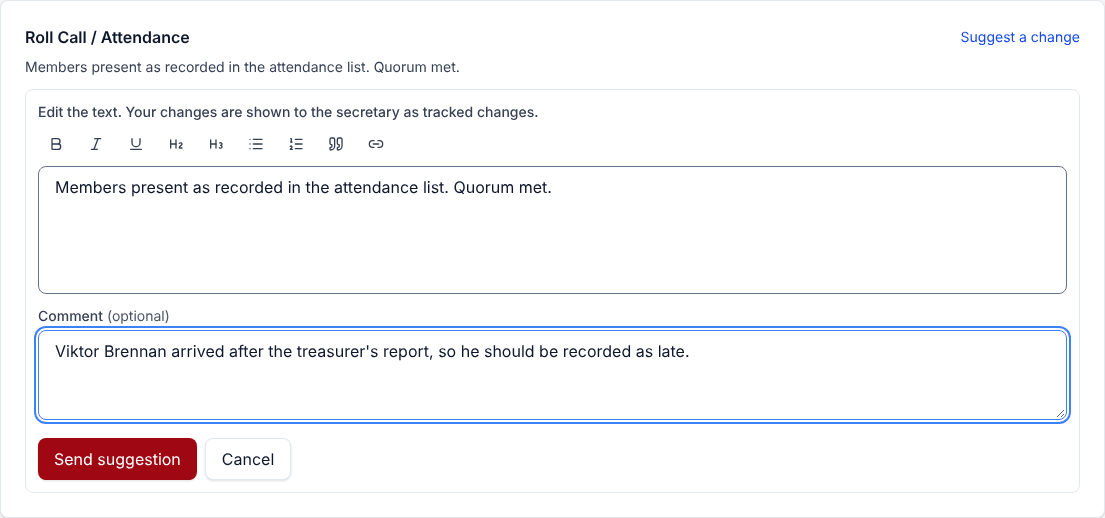 Roll Call / Attendance
Suggest a change
Members present as recorded in the attendance list. Quorum met.
Edit the text. Your changes are shown to the secretary as tracked changes.
B I U H2 H3
Members present as recorded in the attendance list. Quorum met.
Comment (optional)
Viktor Brennan arrived after the treasurer's report, so he should be recorded as late.
Send suggestion
Cancel